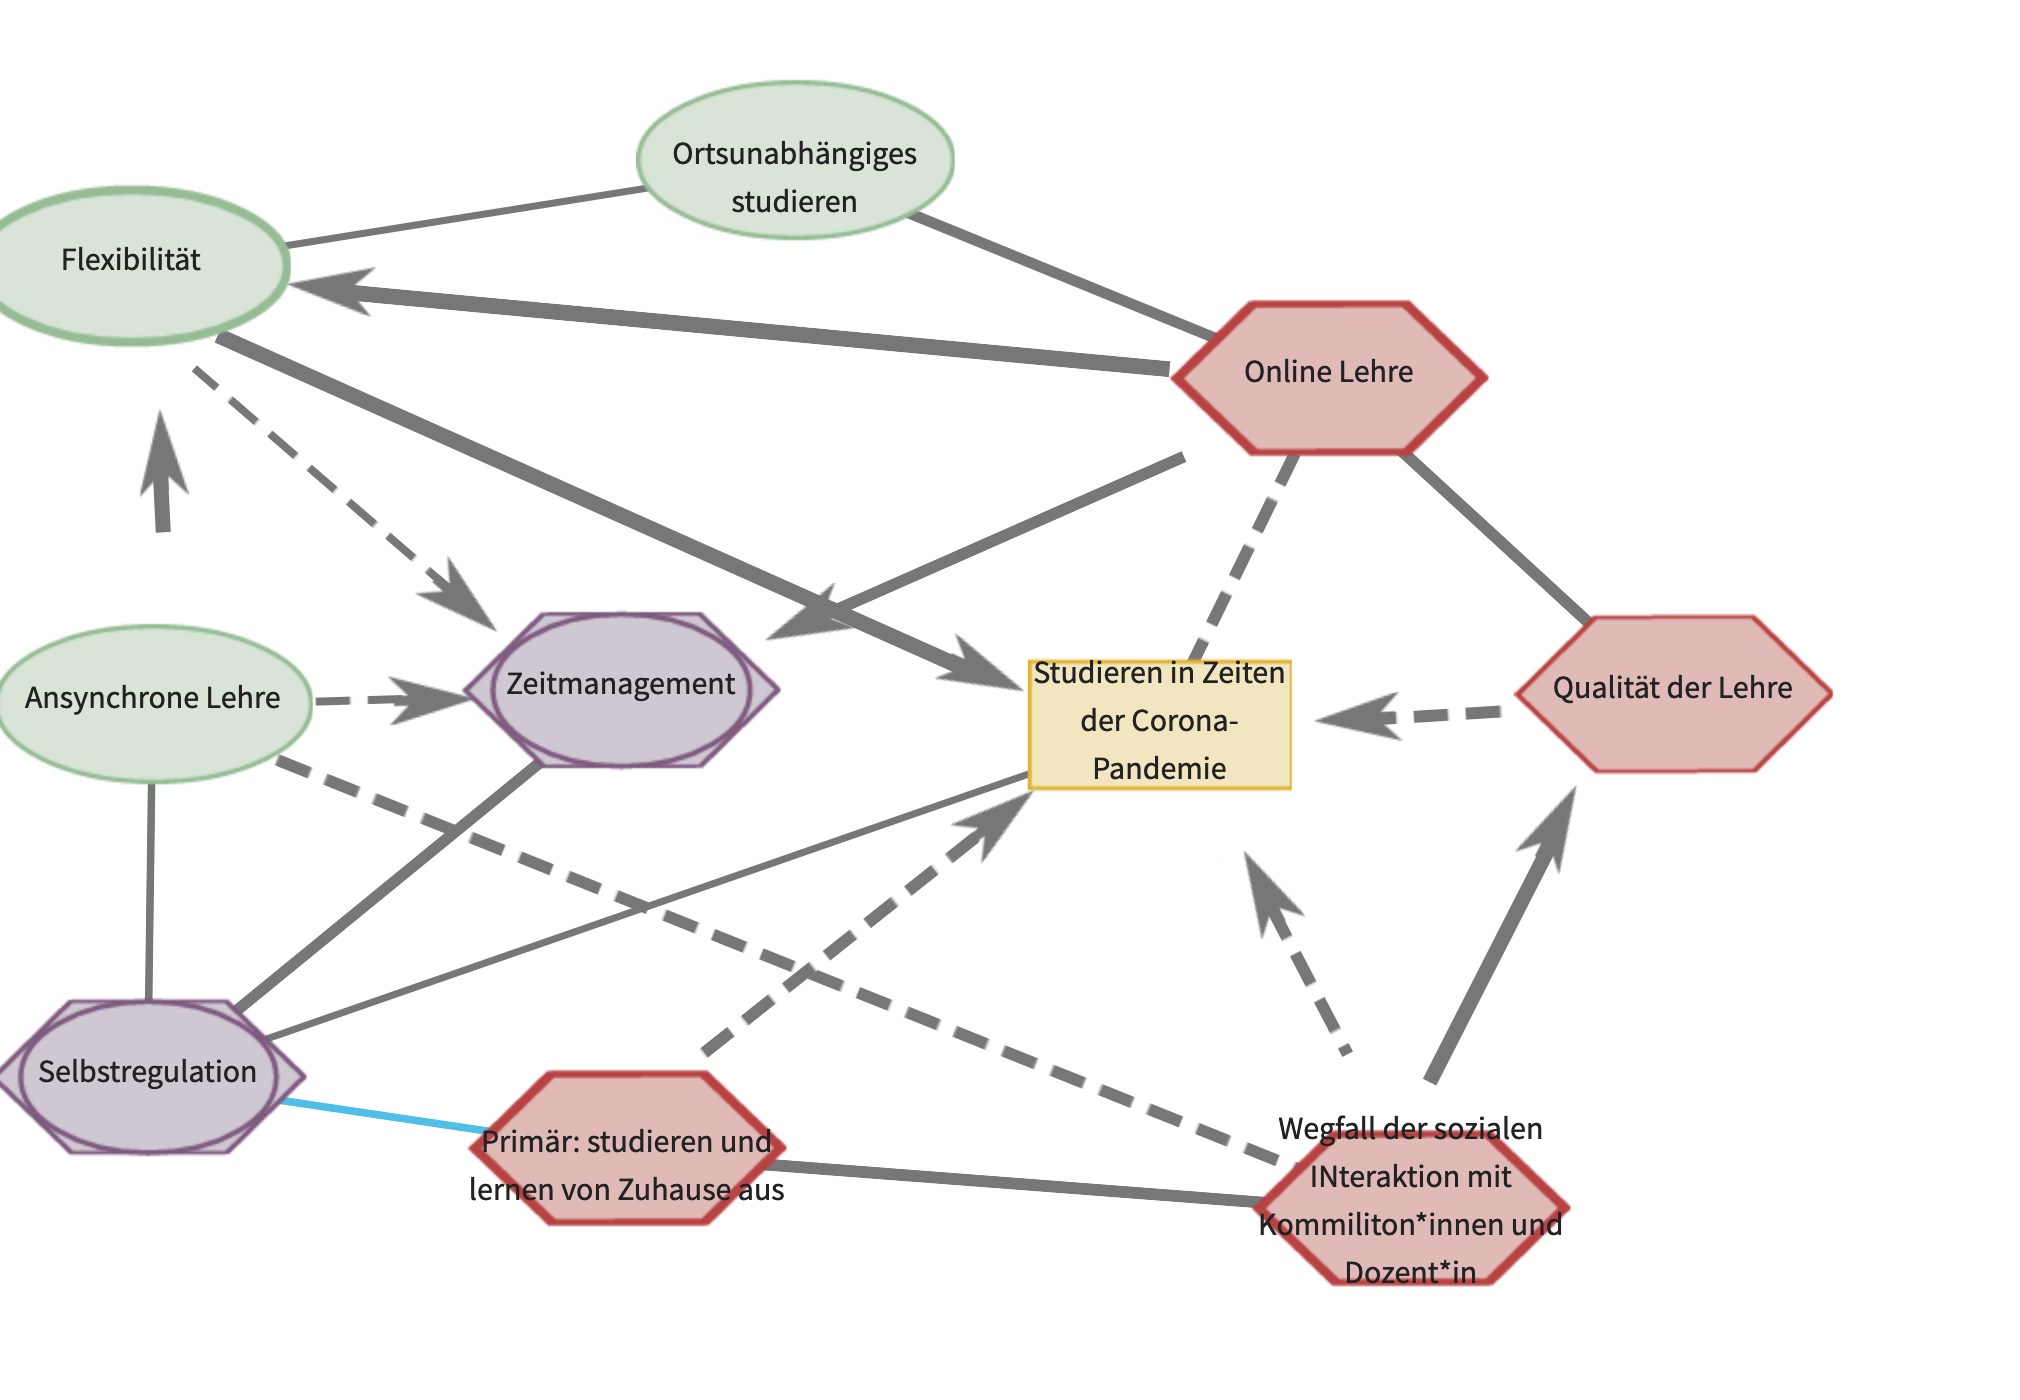 Ortsunabhängiges
studieren
Flexibilität
Online Lehre
Ansynchrone Lehre
Zeitmanagement
Studieren in Zeiten
der Corona-
Pandemie
Qualität der Lehre
Selbstregulation
Primär: studieren und
lernen von Zuhause aus
Wegfall der sozialen
INteraktion mit
Kommiliton*innen und
Dozent*in